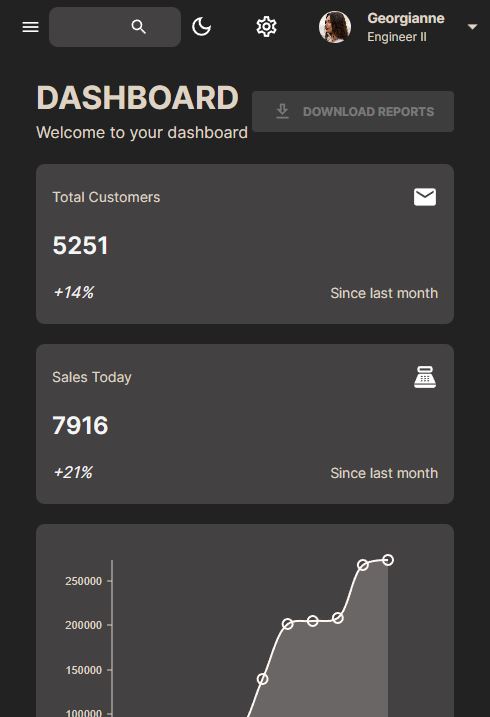 Georgianne
Engineer II
DASHBOARD
Welcome to your dashboard
DOWNLOAD REPORTS
Total Customers
5251
+14%
Since last month
Sales Today
7916
+21%
Since last month
250000
200000
150000
100000